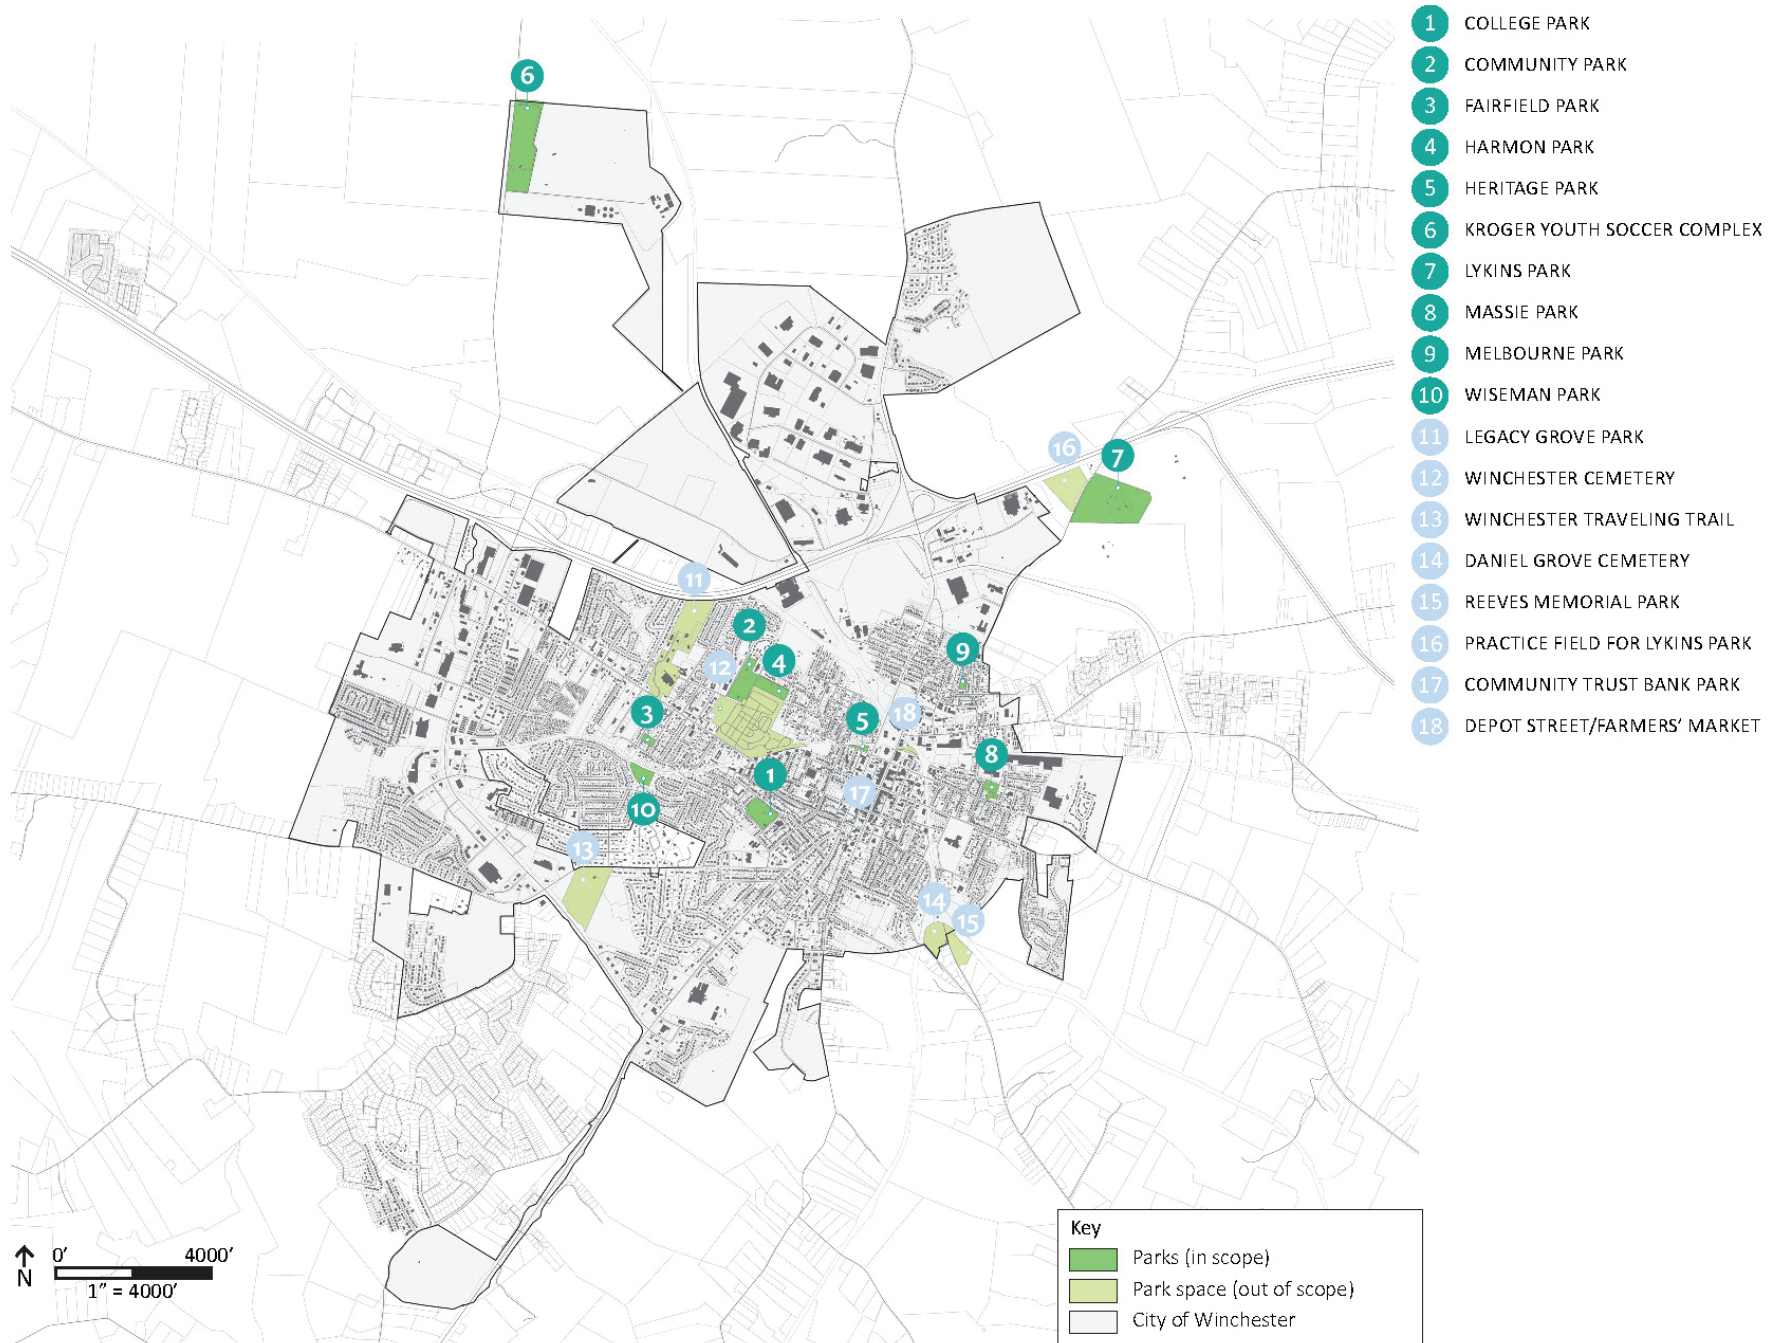 1 COLLEGE PARK
2 COMMUNITY PARK
3 FAIRFIELD PARK
4 HARMON PARK
5 HERITAGE PARK
6 KROGER YOUTH SOCCER COMPLEX
7 LYKINS PARK
8 MASSIE PARK
9 MELBOURNE PARK
10 WISEMAN PARK
11 LEGACY GROVE PARK
12 WINCHESTER CEMETERY
13 WINCHESTER TRAVELING TRAIL
14 DANIEL GROVE CEMETERY
15 REEVES MEMORIAL PARK
16 PRACTICE FIELD FOR LYKINS PARK
17 COMMUNITY TRUST BANK PARK
18 DEPOT STREET/FARMERS' MARKET
6
16
7
11
2
9
4
12
3
5
18
8
1
17
10
13
14
15
0' 4000'
N
1" = 4000'
Key
Parks (in scope)
Park space (out of scope)
City of Winchester